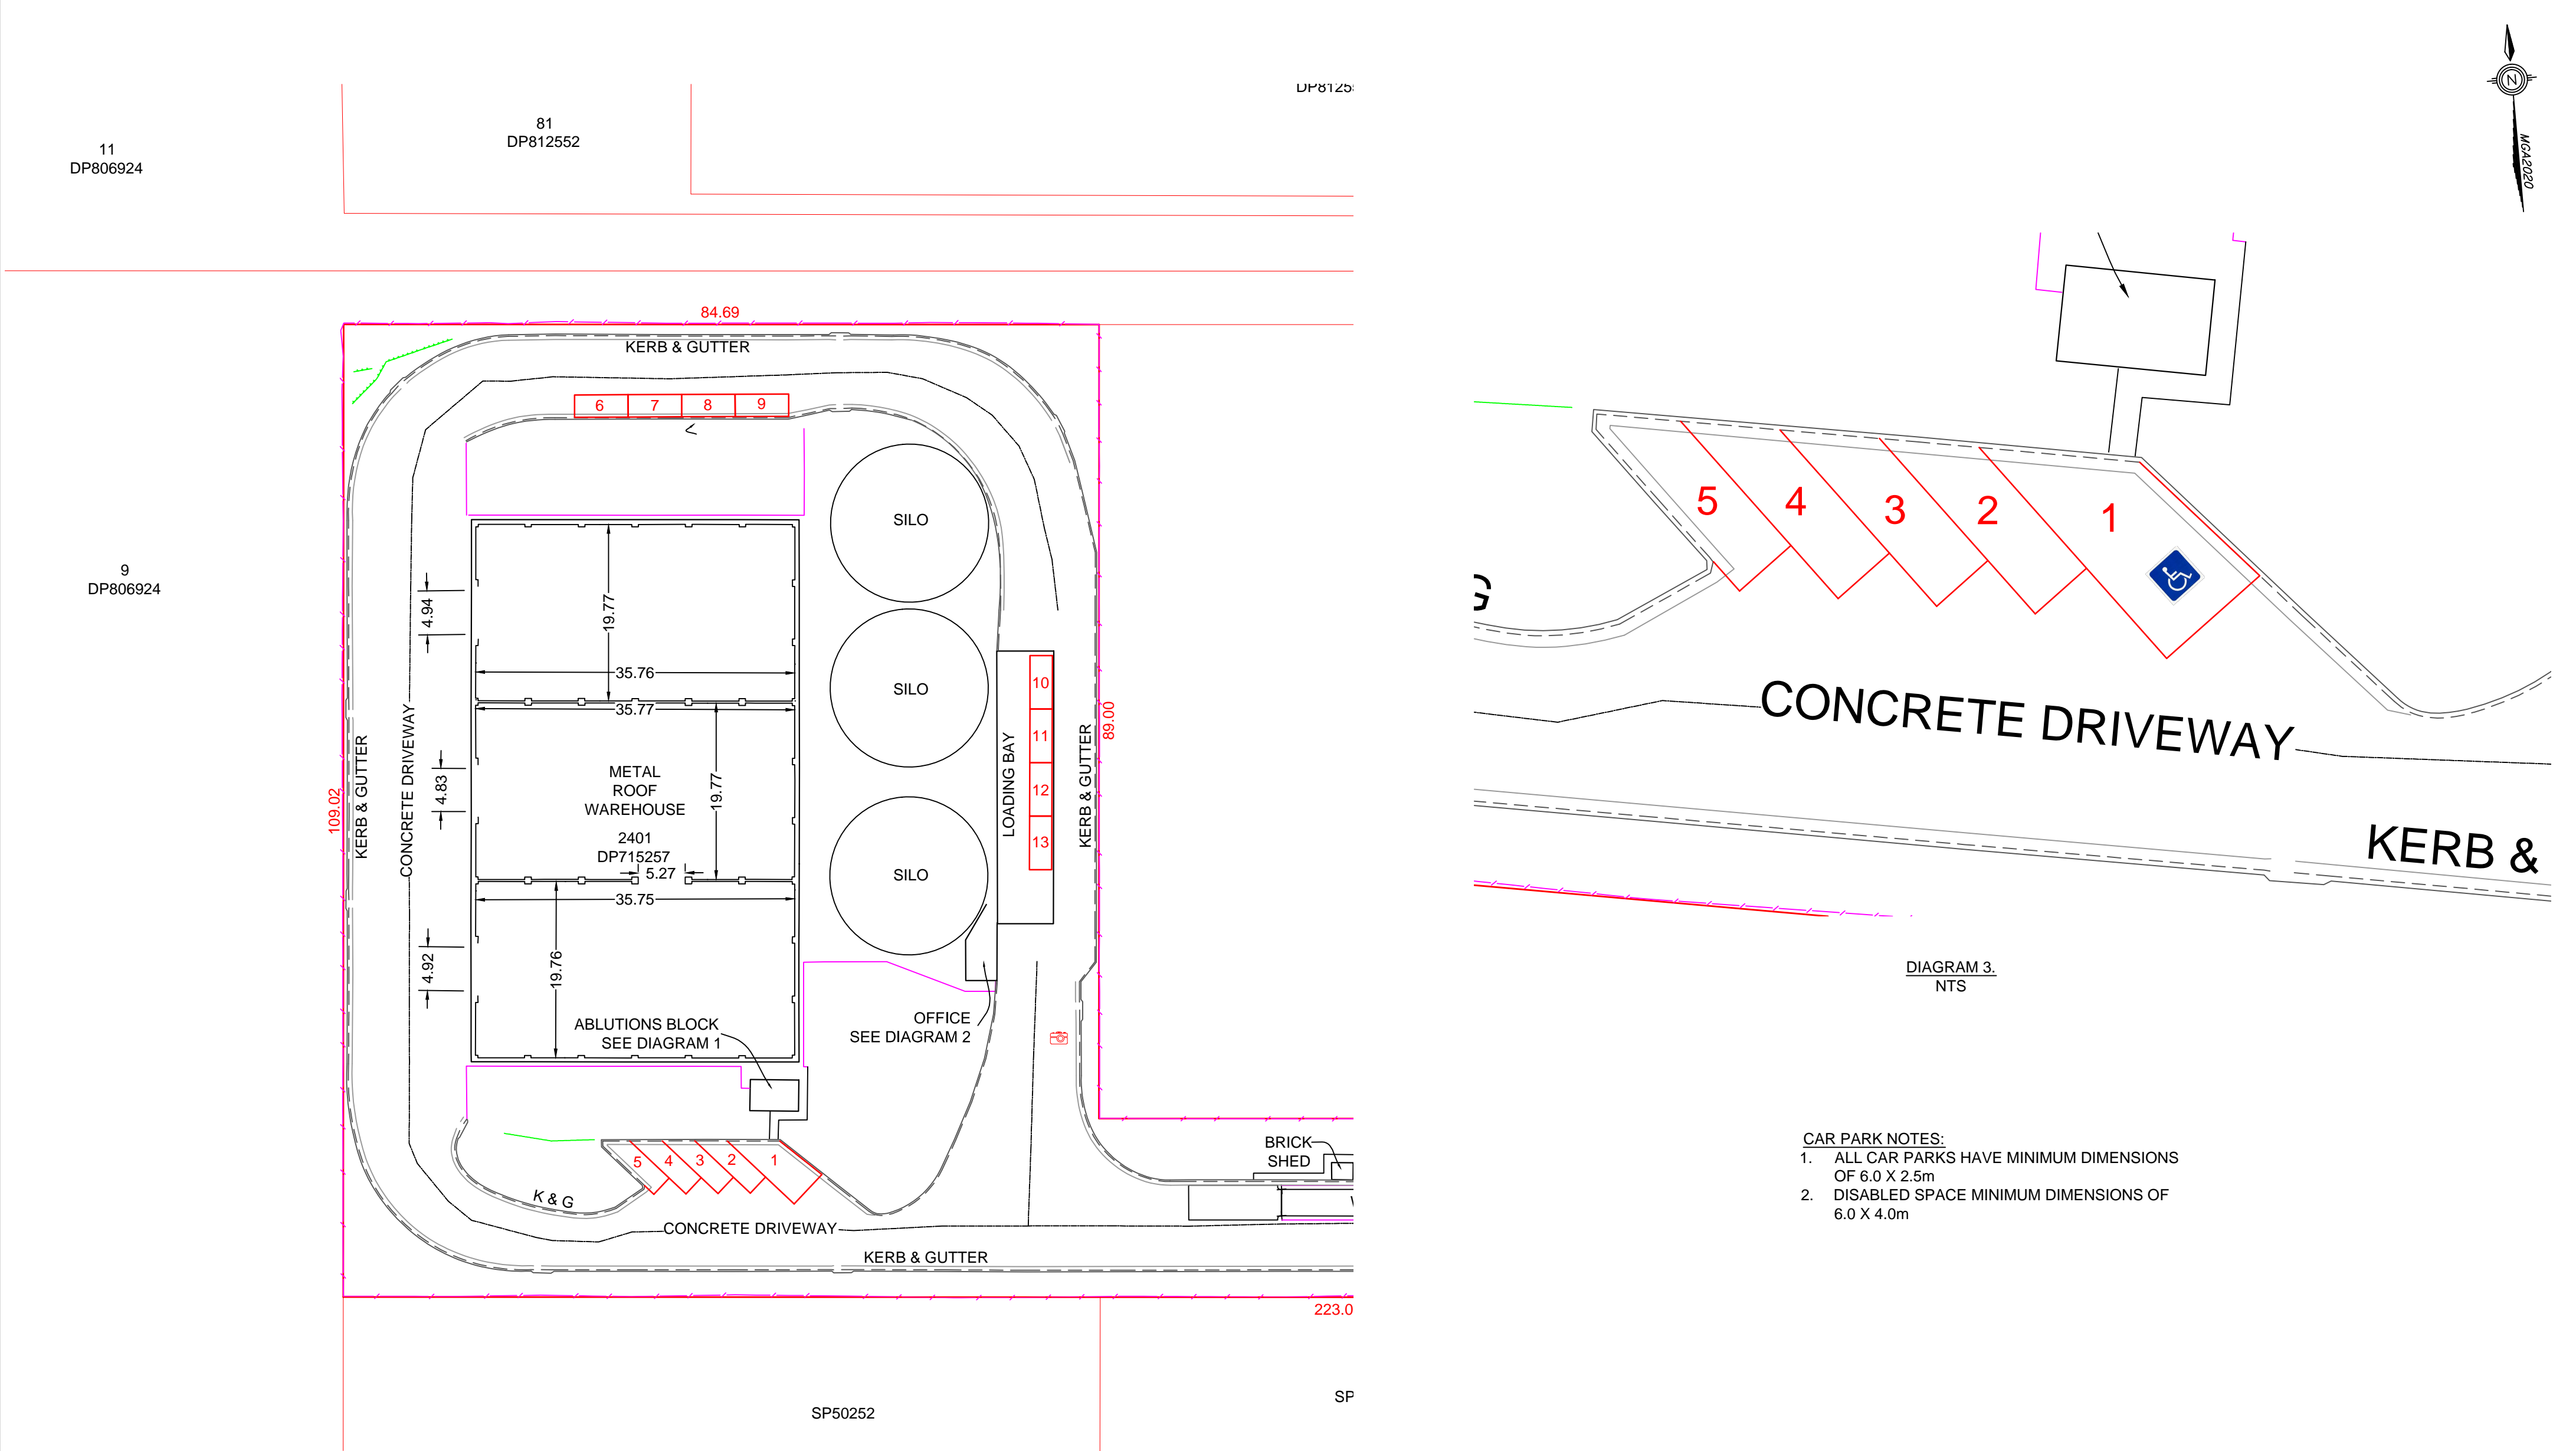 11
DP806924
81
DP812552
N
MGA2020
84.69
KERB & GUTTER
6
7
8
9
9
DP806924
SILO
SILO
SILO
4.94
19.77
35.76
35.77
4.83
19.77
METAL
ROOF
WAREHOUSE
2401
DP715257
5.27
35.75
4.92
19.76
109.02
KERB & GUTTER
CONCRETE DRIVEWAY
LOADING BAY
10
11
12
13
KERB & GUTTER
89.00
ABLUTIONS BLOCK
SEE DIAGRAM 1
OFFICE
SEE DIAGRAM 2
BRICK
SHED
5
4
3
2
1
K & G
CONCRETE DRIVEWAY
KERB & GUTTER
223.0
SP50252
SP
5
4
3
2
1
G
CONCRETE DRIVEWAY
KERB &
DIAGRAM 3.
NTS
CAR PARK NOTES:
1. ALL CAR PARKS HAVE MINIMUM DIMENSIONS
OF 6.0 X 2.5m
2. DISABLED SPACE MINIMUM DIMENSIONS OF
6.0 X 4.0m